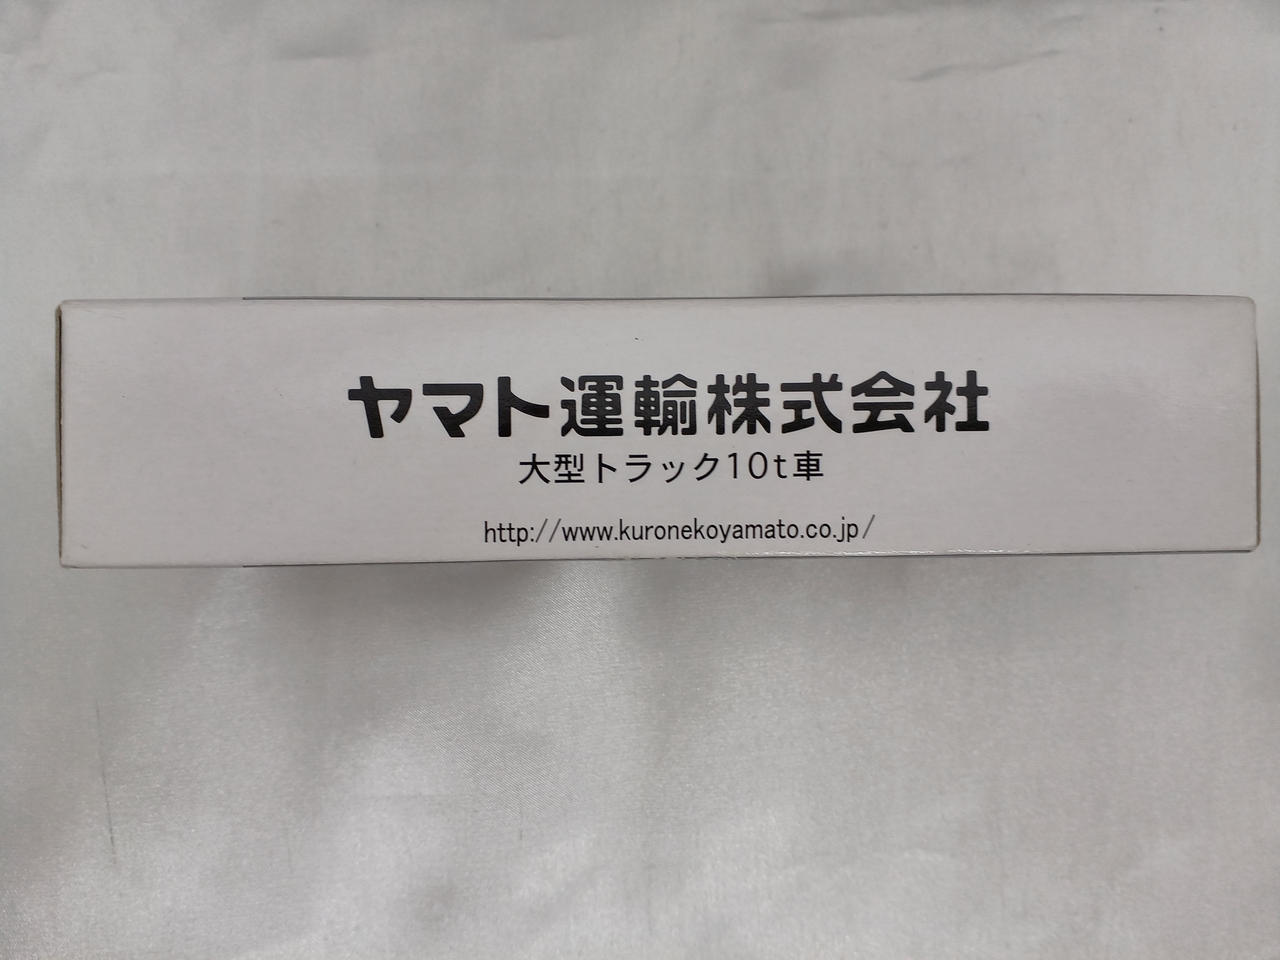 ヤマト運輸株式会社
大型トラック10t車
http://www.kuronekoyamato.co.jp/